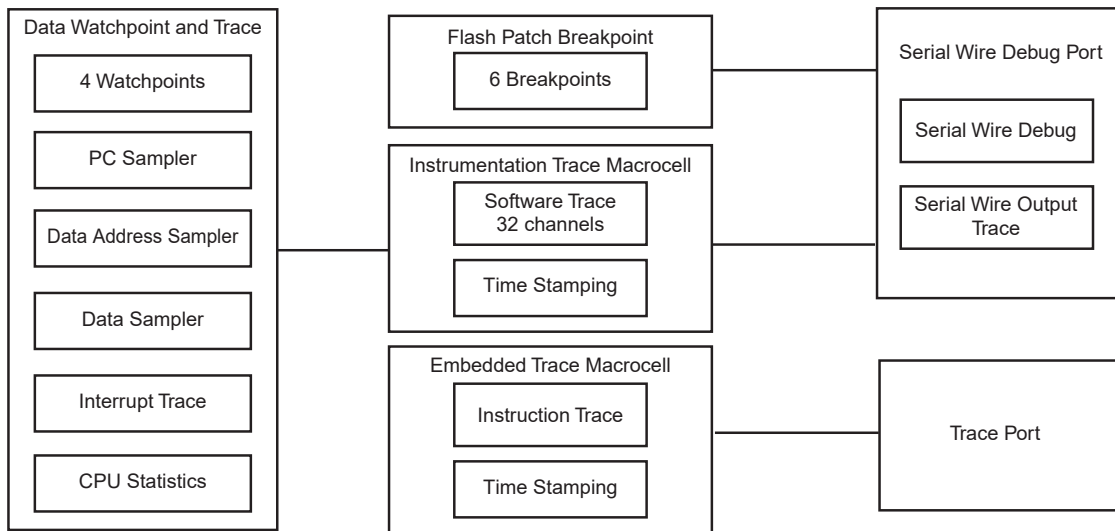 Data Watchpoint and Trace
4 Watchpoints
PC Sampler
Data Address Sampler
Data Sampler
Interrupt Trace
CPU Statistics
Flash Patch Breakpoint
6 Breakpoints
Instrumentation Trace Macrocell
Software Trace
32 channels
Time Stamping
Embedded Trace Macrocell
Instruction Trace
Time Stamping
Serial Wire Debug Port
Serial Wire Debug
Serial Wire Output
Trace
Trace Port